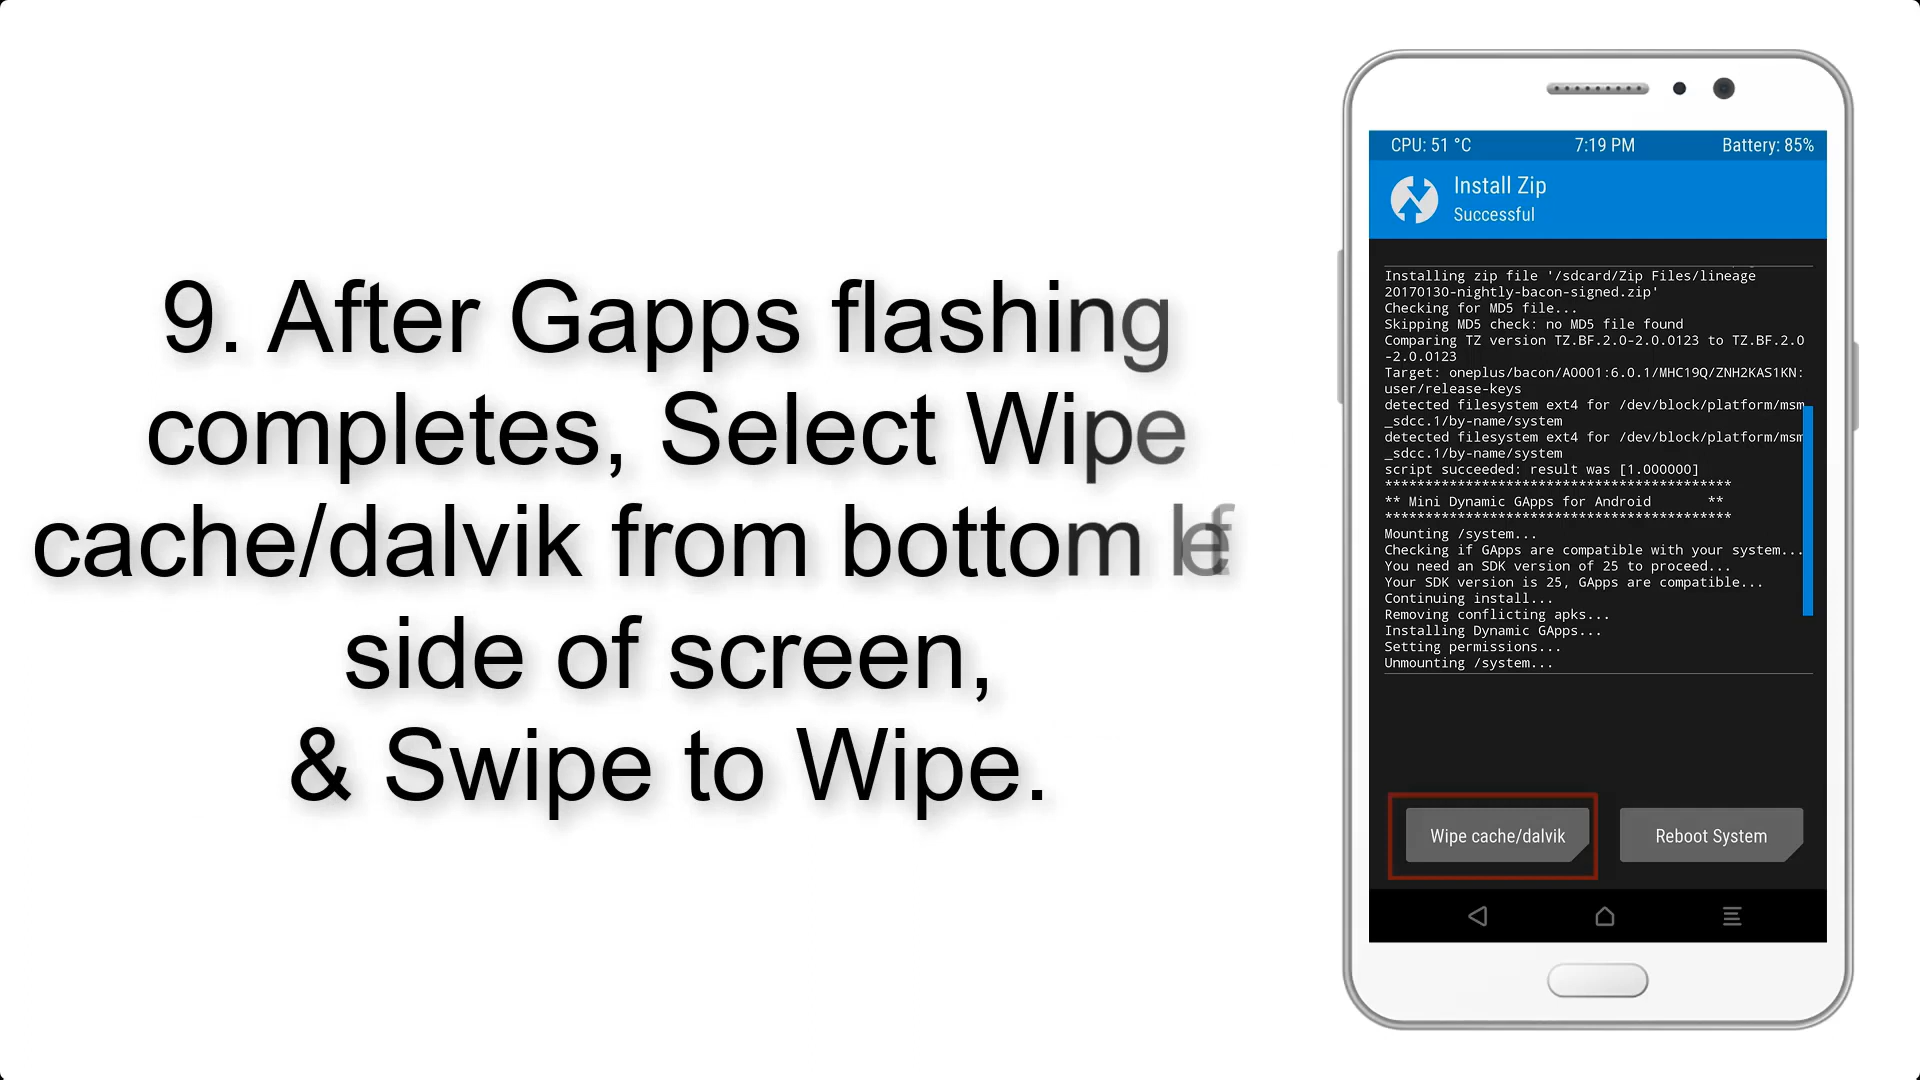 9. After Gapps flashing
completes, Select Wipe
cache/dalvik from bottom lef
side of screen,
& Swipe to Wipe.
CPU: 51 °C 7:19 PM Battery: 85%
Install Zip
Successful
Installing zip file '/sdcard/Zip Files/lineage
20170130-nightly-bacon-signed.zip'
Checking for MD5 file...
Skipping MD5 check: no MD5 file found
Comparing TZ version TZ.BF.2.0-2.0.0123 to TZ.BF.2.0
-2.0.0123
Target: oneplus/bacon/A0001:6.0.1/MHC19Q/ZNH2KAS1KN:
user/release-keys
detected filesystem ext4 for /dev/block/platform/msm
_sdcc.1/by-name/system
detected filesystem ext4 for /dev/block/platform/msm
_sdcc.1/by-name/system
script succeeded: result was [1.000000]
*******************************************
** Mini Dynamic GApps for Android **
*******************************************
Mounting /system...
Checking if GApps are compatible with your system...
You need an SDK version of 25 to proceed...
Your SDK version is 25, GApps are compatible...
Continuing install...
Removing conflicting apks...
Installing Dynamic GApps...
Setting permissions...
Unmounting /system...
Wipe cache/dalvik Reboot System